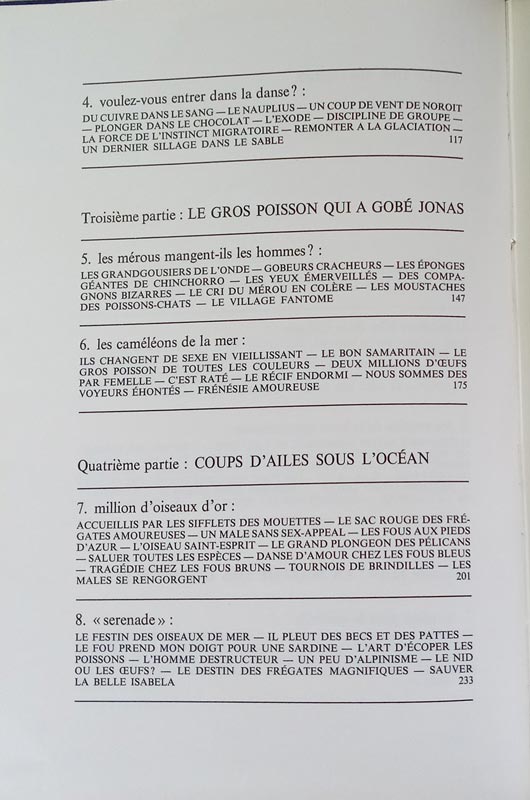 4. voulez-vous entrer dans la danse ? :
DU CUIVRE DANS LE SANG — LE NAUPLIUS — UN COUP DE VENT DE NOROIT
— PLONGER DANS LE CHOCOLAT — L'EXODE — DISCIPLINE DE GROUPE —
LA FORCE DE L'INSTINCT MIGRATOIRE — REMONTER A LA GLACIATION —
UN DERNIER SILLAGE DANS LE SABLE 117
Troisième partie : LE GROS POISSON QUI A GOBÉ JONAS
5. les mérous mangent-ils les hommes ? :
LES GRANDGOUSIERS DE L'ONDE — GOBEURS CRACHEURS — LES ÉPONGES
GÉANTES DE CHINCHORRO — LES YEUX ÉMERVEILLÉS — DES COMPA-
GNONS BIZARRES — LE CRI DU MÉROU EN COLÈRE — LES MOUSTACHES
DES POISSONS-CHATS — LE VILLAGE FANTOME 147
6. les caméléons de la mer :
ILS CHANGENT DE SEXE EN VIEILLISSANT — LE BON SAMARITAIN — LE
GROS POISSON DE TOUTES LES COULEURS — DEUX MILLIONS D'ŒUFS
PAR FEMELLE — C'EST RATÉ — LE RÉCIF ENDORMI — NOUS SOMMES DES
VOYEURS ÉHONTÉS — FRÉNÉSIE AMOUREUSE 175
Quatrième partie : COUPS D'AILES SOUS L'OCÉAN
7. million d'oiseaux d'or :
ACCUEILLIS PAR LES SIFFLETS DES MOUETTES — LE SAC ROUGE DES FRÉ-
GATES AMOUREUSES — UN MALE SANS SEX-APPEAL — LES FOUS AUX PIEDS
D'AZUR — L'OISEAU SAINT-ESPRIT — LE GRAND PLONGEON DES PÉLICANS
— SALUER TOUTES LES ESPÈCES — DANSE D'AMOUR CHEZ LES FOUS BLEUS
— TRAGÉDIE CHEZ LES FOUS BRUNS — TOURNOIS DE BRINDILLES — LES
MALES SE RENGORGENT 201
8. « serenade » :
LE FESTIN DES OISEAUX DE MER — IL PLEUT DES BECS ET DES PATTES —
LE FOU PREND MON DOIGT POUR UNE SARDINE — L'ART D'ÉCOPER LES
POISSONS — L'HOMME DESTRUCTEUR — UN PEU D'ALPINISME — LE NID
OU LES ŒUFS ? — LE DESTIN DES FRÉGATES MAGNIFIQUES — SAUVER
LA BELLE ISABELA 233